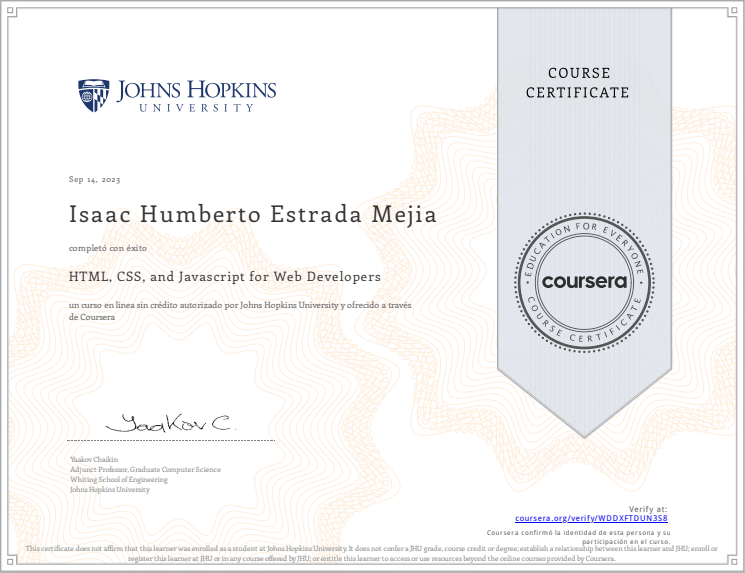 COURSE
CERTIFICATE
JOHNS HOPKINS
UNIVERSITY
Sep 14, 2023
Isaac Humberto Estrada Mejia
completó con éxito
HTML, CSS, and Javascript for Web Developers
un curso en línea sin crédito autorizado por Johns Hopkins University y ofrecido a través
de Coursera
EDUCATION FOR EVERYONE
coursera
COURSE CERTIFICATE
Yaakov C.
Yaakov Chaikin
Adjunct Professor, Graduate Computer Science
Whiting School of Engineering
Johns Hopkins University
Verify at:
coursera.org/verify/WDDXFTDUN3S8
Coursera confirmó la identidad de esta persona y su
participación en el curso.
This certificate does not affirm that this learner was enrolled as a student at Johns Hopkins University. It does not confer a JHU grade, course credit or degree; establish a relationship between this learner and JHU; enroll or
register this learner at JHU or in any course offered by JHU; or entitle this learner to access or use resources beyond the online courses provided by Coursera.